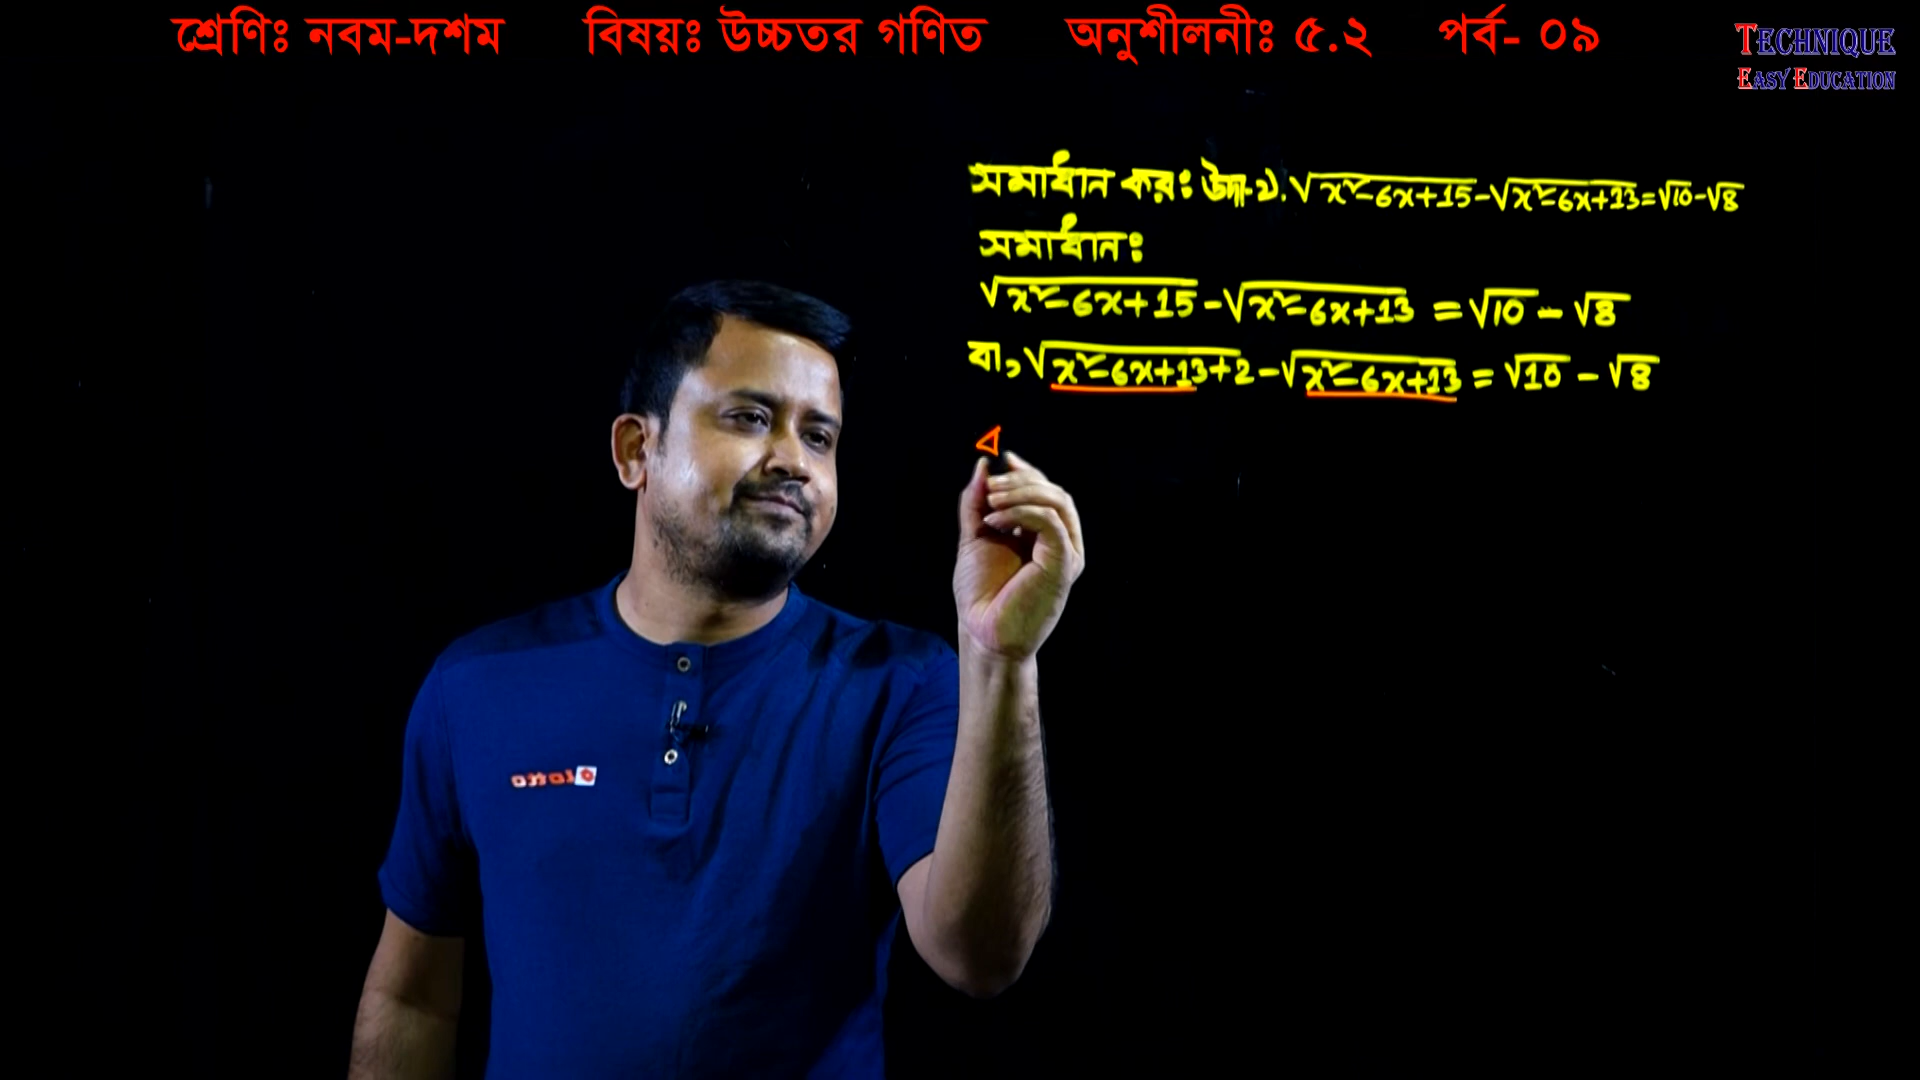 শ্রেণিঃ নবম-দশম বিষয়ঃ উচ্চতর গণিত অনুশীলনীঃ ৫.২ পর্ব- ০৯
TECHNIQUE
EASY EDUCATION
সমাধান করঃ উদা-১. √(x²-6x+15) - √(x²-6x+13) = √10 - √8
সমাধানঃ
√(x²-6x+15) - √(x²-6x+13) = √10 - √8
বা, √(x²-6x+13+2) - √(x²-6x+13) = √10 - √8
lotto